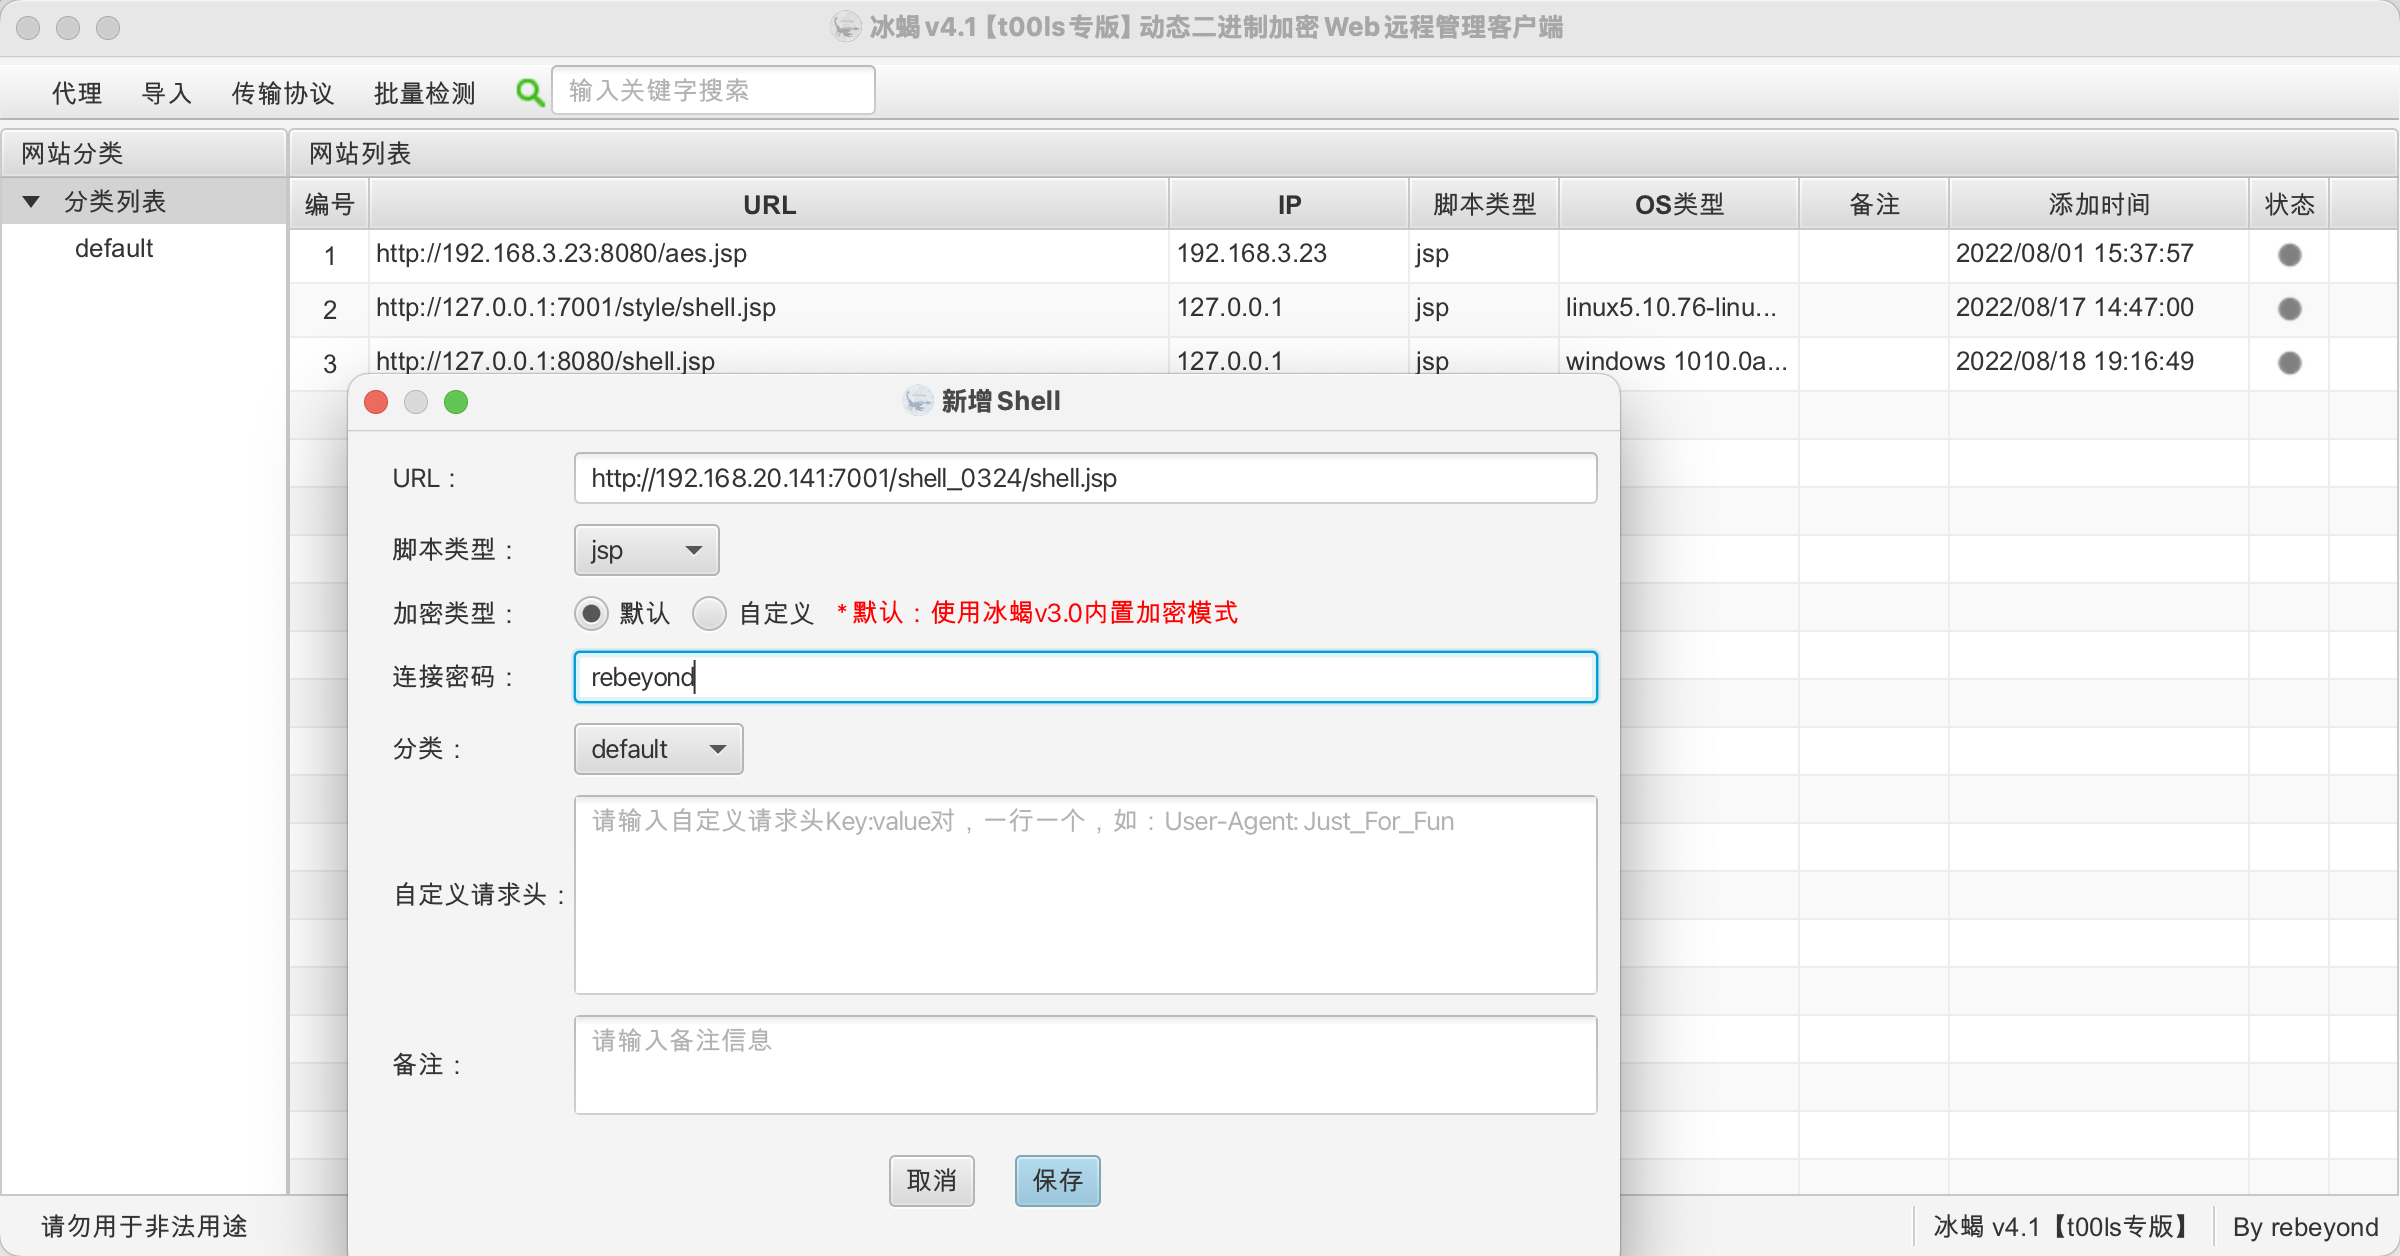 冰蝎 v4.1【t00ls专版】动态二进制加密Web远程管理客户端
代理 导入 传输协议 批量检测 输入关键字搜索
网站分类 网站列表
分类列表
default
编号 URL IP 脚本类型 OS类型 备注 添加时间 状态
1 http://192.168.3.23:8080/aes.jsp 192.168.3.23 jsp 2022/08/01 15:37:57
2 http://127.0.0.1:7001/style/shell.jsp 127.0.0.1 jsp linux5.10.76-linu... 2022/08/17 14:47:00
3 http://127.0.0.1:8080/shell.jsp 127.0.0.1 jsp windows 1010.0a... 2022/08/18 19:16:49
新增Shell
URL： http://192.168.20.141:7001/shell_0324/shell.jsp
脚本类型： jsp
加密类型： 默认 自定义 *默认：使用冰蝎v3.0内置加密模式
连接密码： rebeyond
分类： default
自定义请求头： 请输入自定义请求头Key:value对，一行一个，如：User-Agent: Just_For_Fun
备注： 请输入备注信息
取消 保存
请勿用于非法用途 冰蝎 v4.1【t00ls专版】 By rebeyond